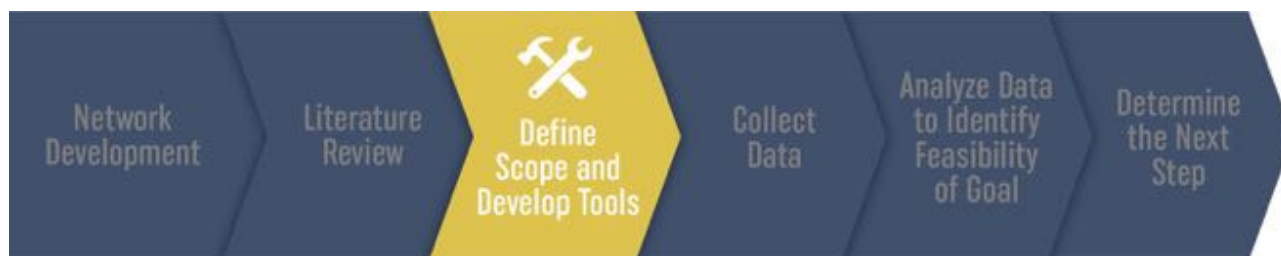 Network
Development
Literature
Review
Define
Scope and
Develop Tools
Collect
Data
Analyze Data
to Identify
Feasibility
of Goal
Determine
the Next
Step